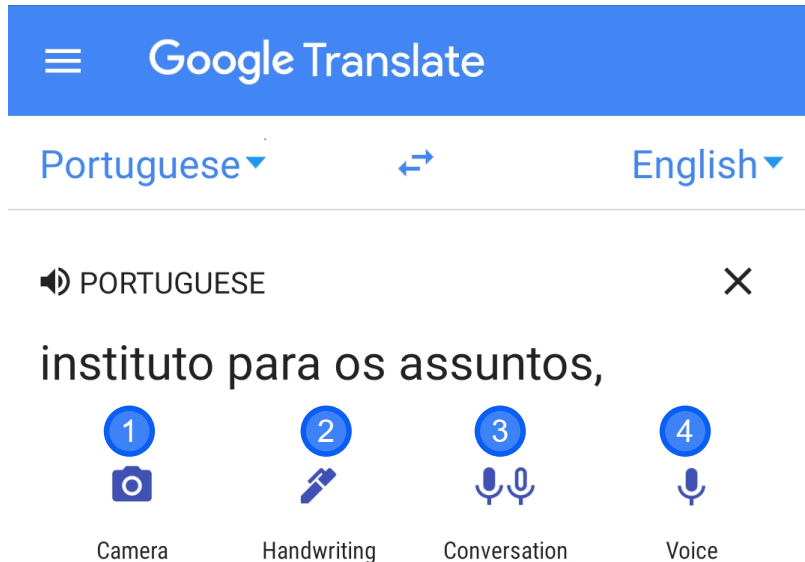 Google Translate
Portuguese English
PORTUGUESE
instituto para os assuntos,
1 2 3 4
Camera Handwriting Conversation Voice